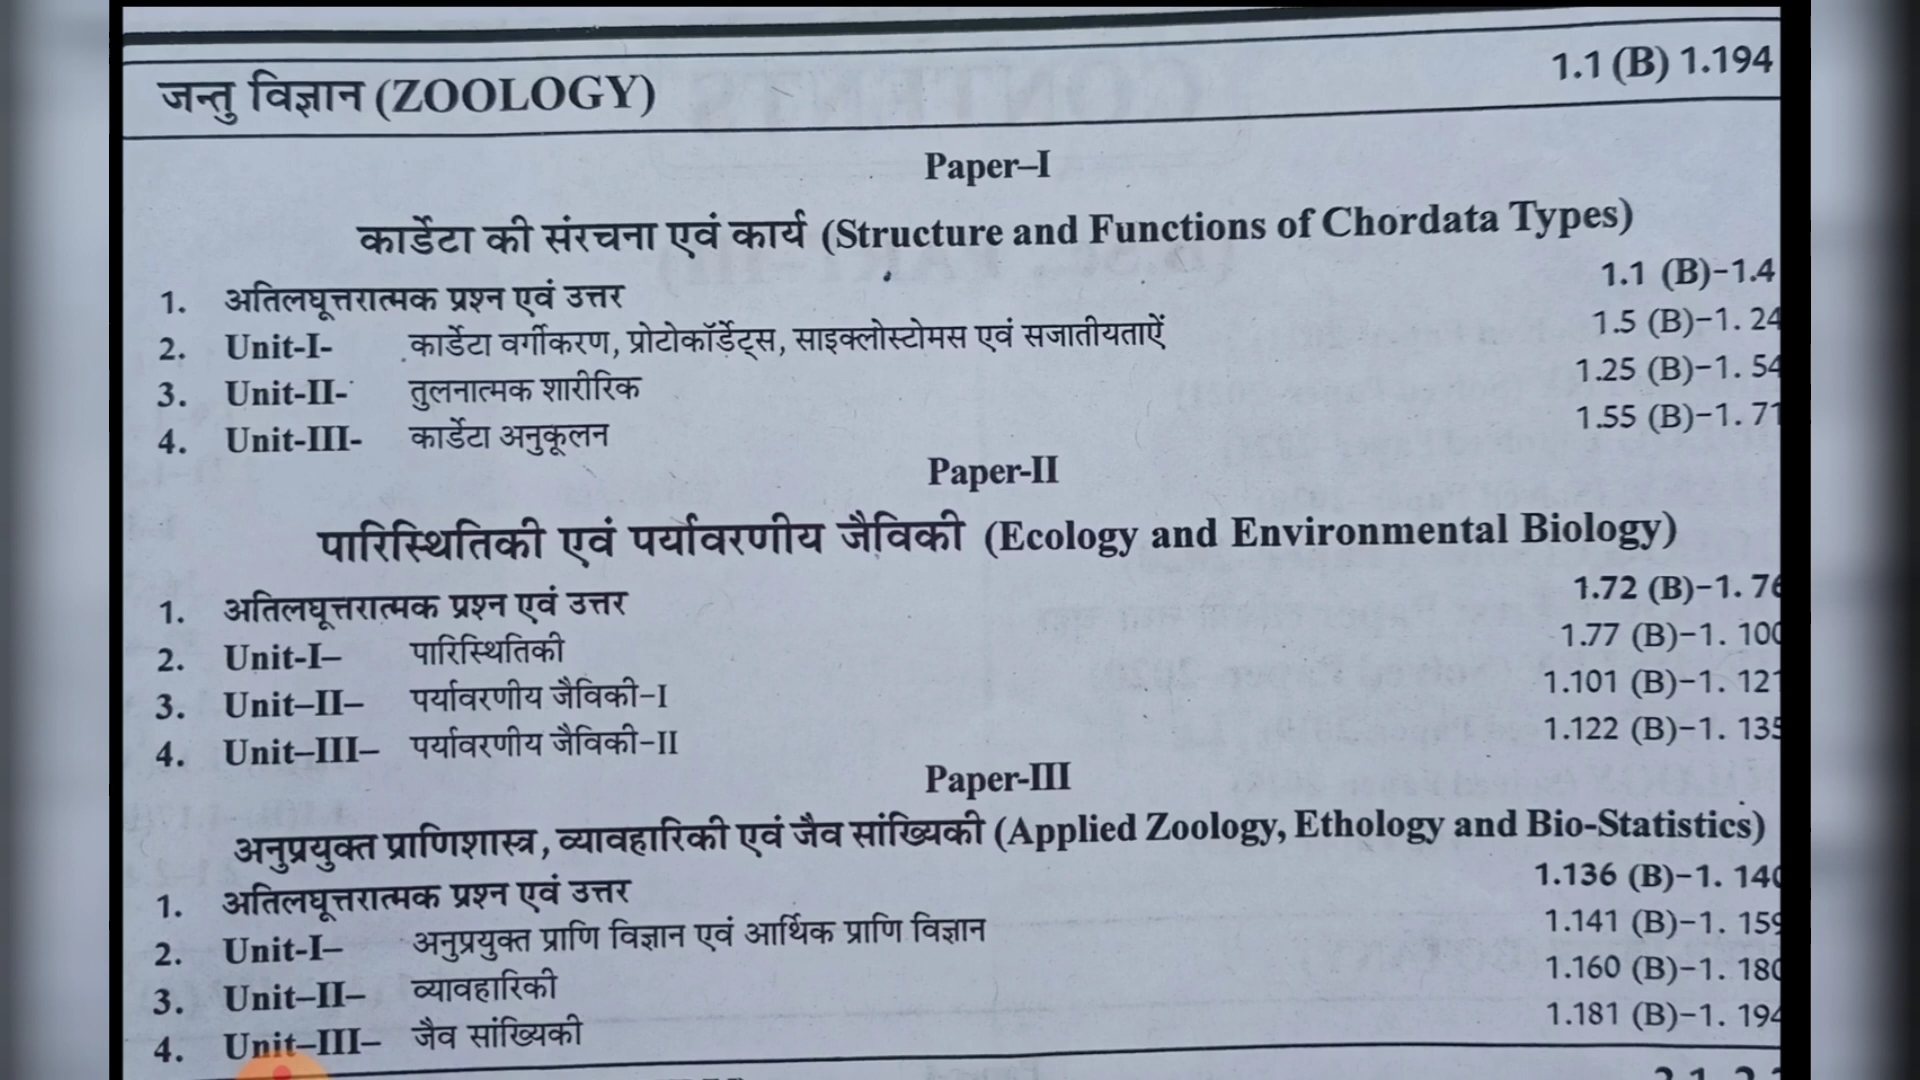 जन्तु विज्ञान (ZOOLOGY) 1.1 (B) 1.194
Paper–I
कार्डेटा की संरचना एवं कार्य (Structure and Functions of Chordata Types)
1. अतिलघूत्तरात्मक प्रश्न एवं उत्तर 1.1 (B)-1.4
2. Unit-I- कार्डेटा वर्गीकरण, प्रोटोकॉर्डेट्स, साइक्लोस्टोमस एवं सजातीयताऐं 1.5 (B)-1. 24
3. Unit-II- तुलनात्मक शारीरिक 1.25 (B)-1. 54
4. Unit-III- कार्डेटा अनुकूलन 1.55 (B)-1. 71
Paper-II
पारिस्थितिकी एवं पर्यावरणीय जैविकी (Ecology and Environmental Biology)
1. अतिलघूत्तरात्मक प्रश्न एवं उत्तर 1.72 (B)-1. 76
2. Unit-I– पारिस्थितिकी 1.77 (B)-1. 100
3. Unit–II– पर्यावरणीय जैविकी-I 1.101 (B)-1. 121
4. Unit–III– पर्यावरणीय जैविकी-II 1.122 (B)-1. 135
Paper-III
अनुप्रयुक्त प्राणिशास्त्र, व्यावहारिकी एवं जैव सांख्यिकी (Applied Zoology, Ethology and Bio-Statistics)
1. अतिलघूत्तरात्मक प्रश्न एवं उत्तर 1.136 (B)-1. 140
2. Unit-I– अनुप्रयुक्त प्राणि विज्ञान एवं आर्थिक प्राणि विज्ञान 1.141 (B)-1. 159
3. Unit–II– व्यावहारिकी 1.160 (B)-1. 180
4. Unit–III– जैव सांख्यिकी 1.181 (B)-1. 194